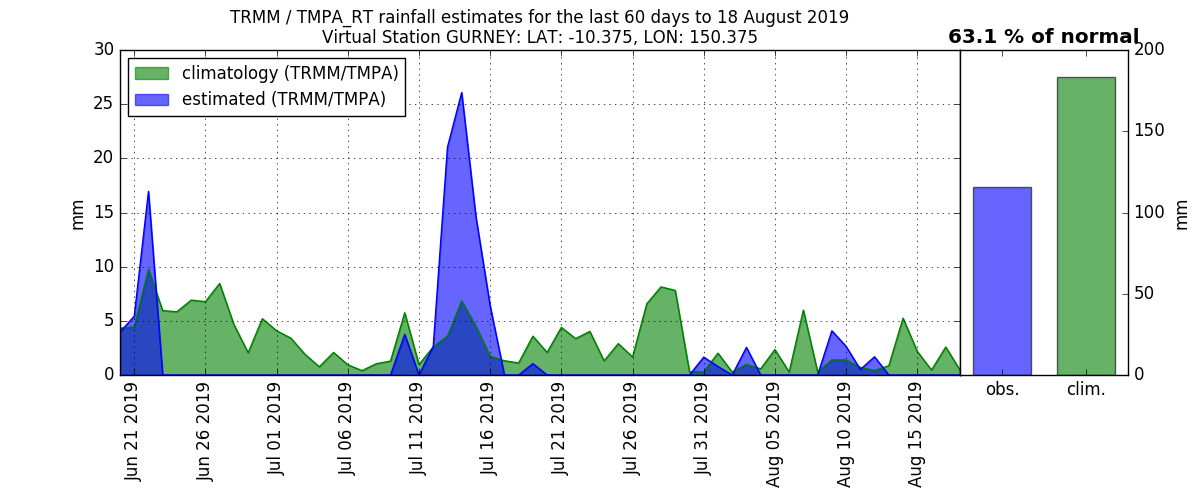 TRMM / TMPA_RT rainfall estimates for the last 60 days to 18 August 2019
Virtual Station GURNEY: LAT: -10.375, LON: 150.375
63.1 % of normal
climatology (TRMM/TMPA)
estimated (TRMM/TMPA)
mm
30
25
20
15
10
5
0
Jun 21 2019
Jun 26 2019
Jul 01 2019
Jul 06 2019
Jul 11 2019
Jul 16 2019
Jul 21 2019
Jul 26 2019
Jul 31 2019
Aug 05 2019
Aug 10 2019
Aug 15 2019
obs.
clim.
200
150
100
50
0
mm